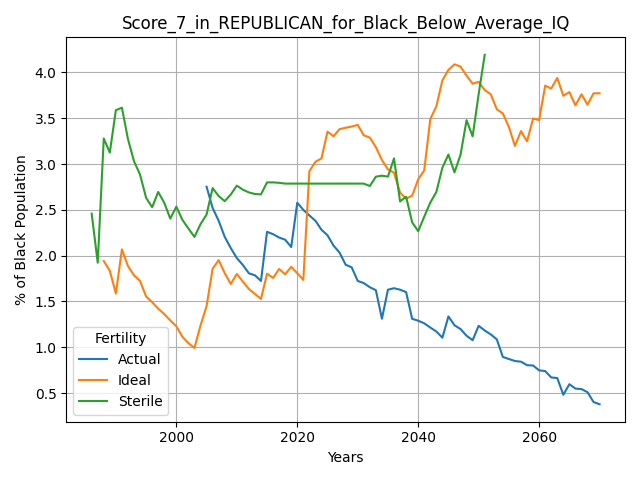 Score_7_in_REPUBLICAN_for_Black_Below_Average_IQ
% of Black Population
4.0
3.5
3.0
2.5
2.0
1.5
1.0
0.5
Fertility
Actual
Ideal
Sterile
2000
2020
2040
2060
Years